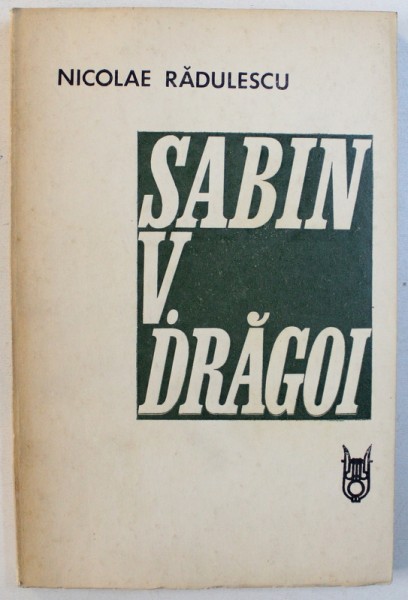 NICOLAE RĂDULESCU
SABIN
V.
DRĂGOI